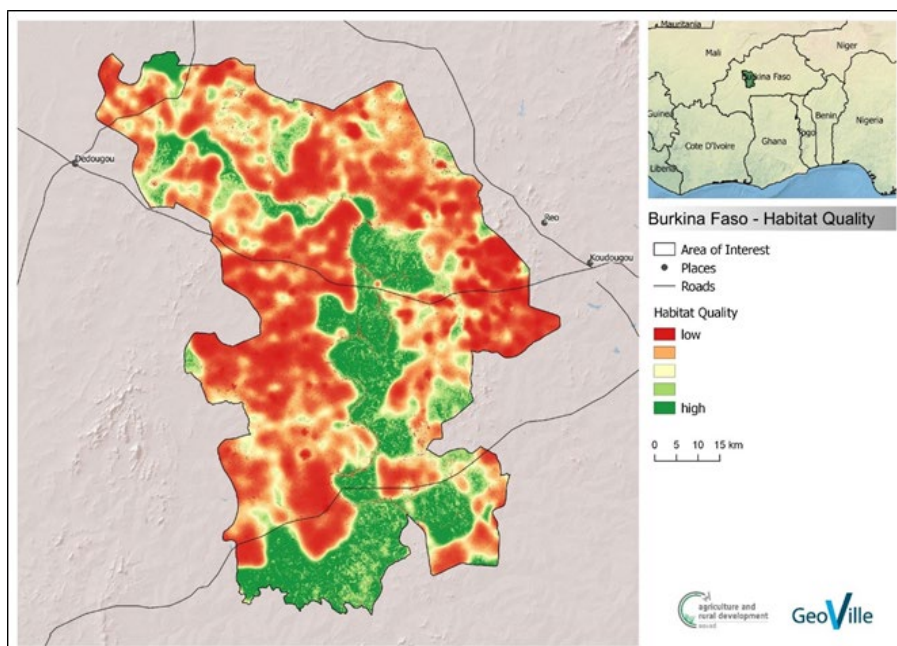 Dedougou
Reo
Koudougou
Mauritania
Mali
Niger
Burkina Faso
Guinea
Benin
Togo
Nigeria
Ghana
Cote D'Ivoire
Liberia
Burkina Faso - Habitat Quality
Area of Interest
Places
Roads
Habitat Quality
low
high
0 5 10 15 km
agriculture and
rural development
GeoVille